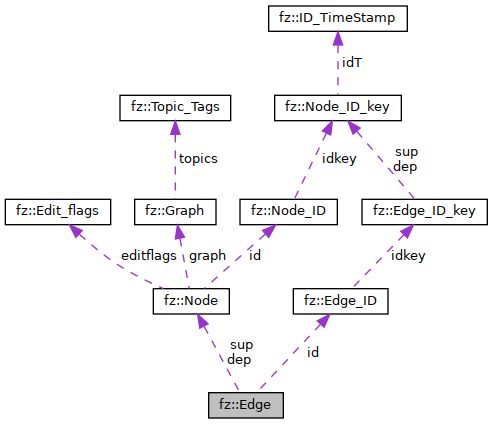 fz::ID_TimeStamp
idT
fz::Topic_Tags
fz::Node_ID_key
topics
idkey
sup
dep
fz::Edit_flags
fz::Graph
fz::Node_ID
fz::Edge_ID_key
editflags
graph
id
idkey
fz::Node
fz::Edge_ID
sup
dep
id
fz::Edge